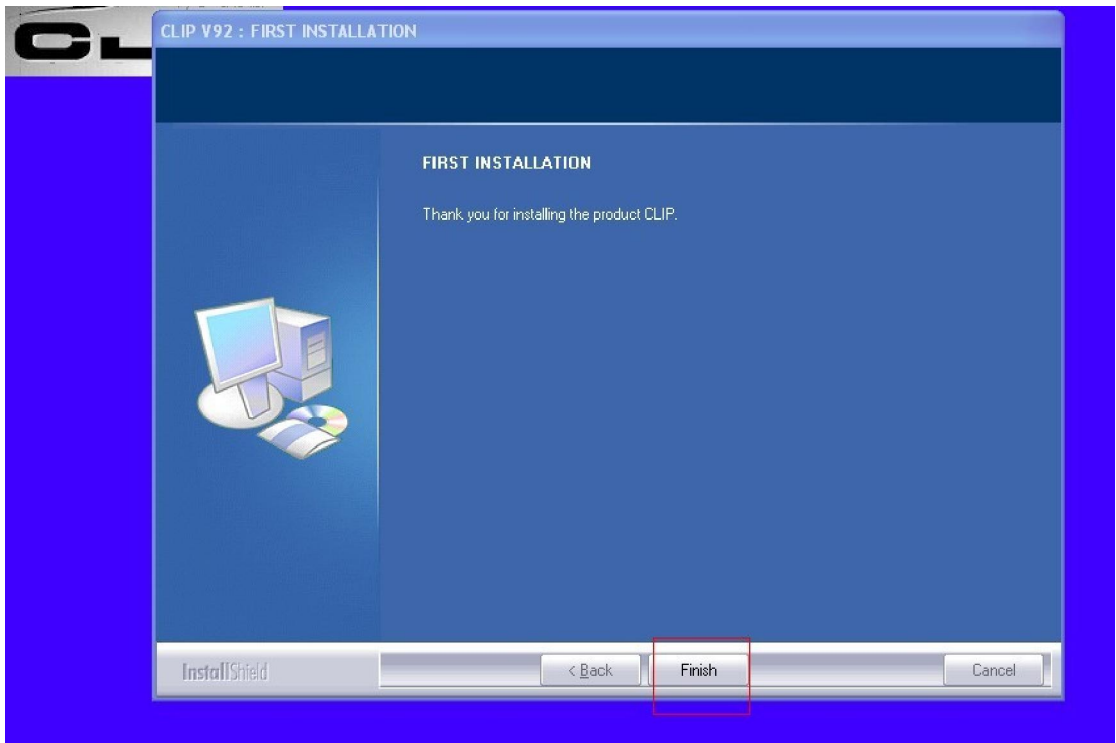 CLIP V92 : FIRST INSTALLATION
FIRST INSTALLATION
Thank you for installing the product CLIP.
InstallShield
< Back
Finish
Cancel